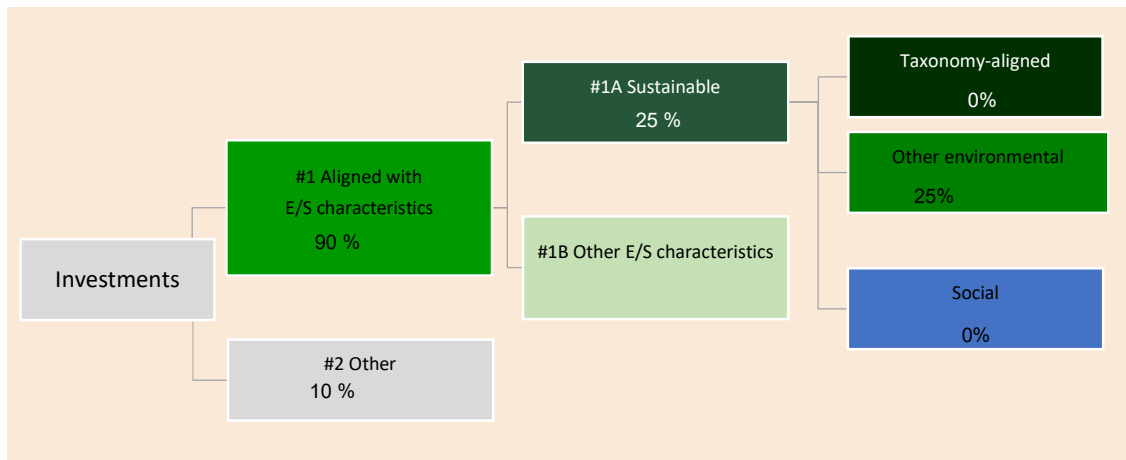 Investments
#1 Aligned with
E/S characteristics
90 %
#2 Other
10 %
#1A Sustainable
25 %
#1B Other E/S characteristics
Taxonomy-aligned
0%
Other environmental
25%
Social
0%